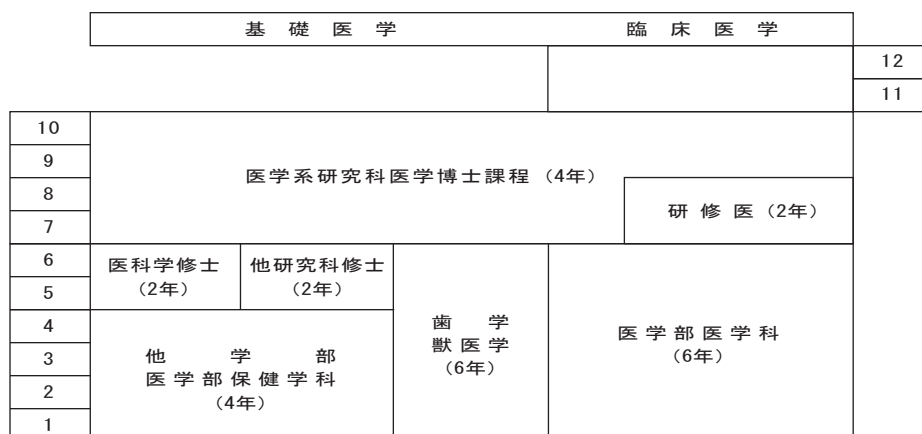 基礎医学 臨床医学
12
11
10
9
8
7
6
5
4
3
2
1
医学系研究科医学博士課程（4年）
研修医（2年）
医科学修士
（2年）
他研究科修士
（2年）
他学部
医学部保健学科
（4年）
歯学
獣医学
（6年）
医学部医学科
（6年）